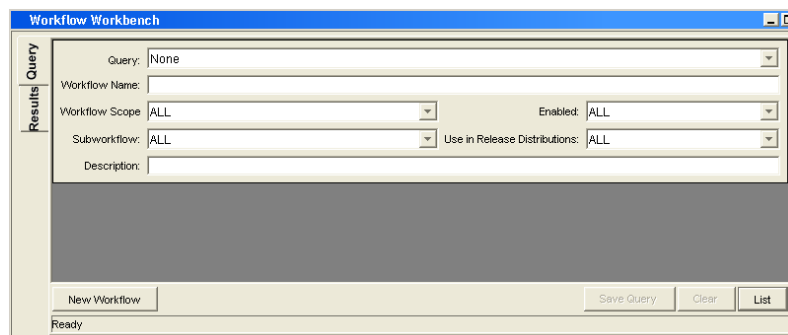 Workflow Workbench
Query
Results
Query: None
Workflow Name:
Workflow Scope ALL Enabled: ALL
Subworkflow: ALL Use in Release Distributions: ALL
Description:
New Workflow Save Query Clear List
Ready